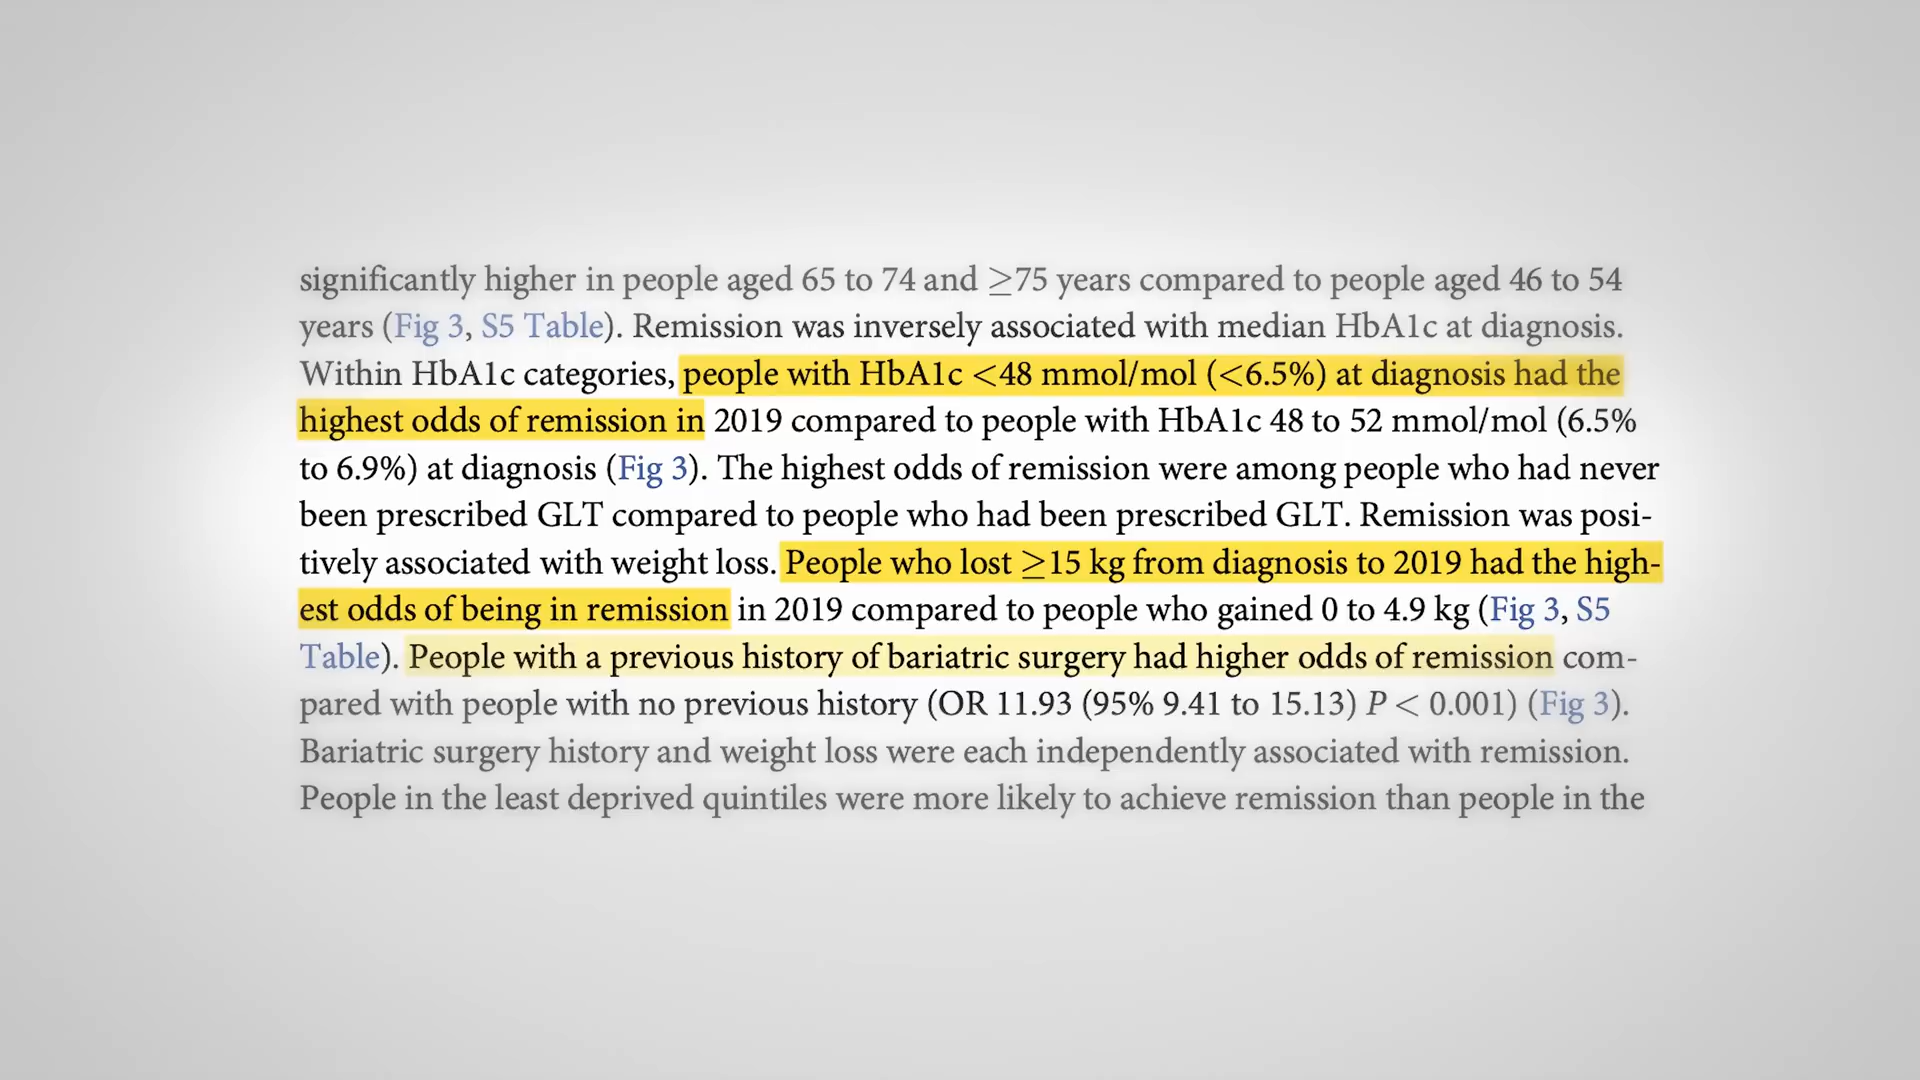 significantly higher in people aged 65 to 74 and ≥75 years compared to people aged 46 to 54
years (Fig 3, S5 Table). Remission was inversely associated with median HbA1c at diagnosis.
Within HbA1c categories, people with HbA1c <48 mmol/mol (<6.5%) at diagnosis had the
highest odds of remission in 2019 compared to people with HbA1c 48 to 52 mmol/mol (6.5%
to 6.9%) at diagnosis (Fig 3). The highest odds of remission were among people who had never
been prescribed GLT compared to people who had been prescribed GLT. Remission was posi-
tively associated with weight loss. People who lost ≥15 kg from diagnosis to 2019 had the high-
est odds of being in remission in 2019 compared to people who gained 0 to 4.9 kg (Fig 3, S5
Table). People with a previous history of bariatric surgery had higher odds of remission com-
pared with people with no previous history (OR 11.93 (95% 9.41 to 15.13) P < 0.001) (Fig 3).
Bariatric surgery history and weight loss were each independently associated with remission.
People in the least deprived quintiles were more likely to achieve remission than people in the